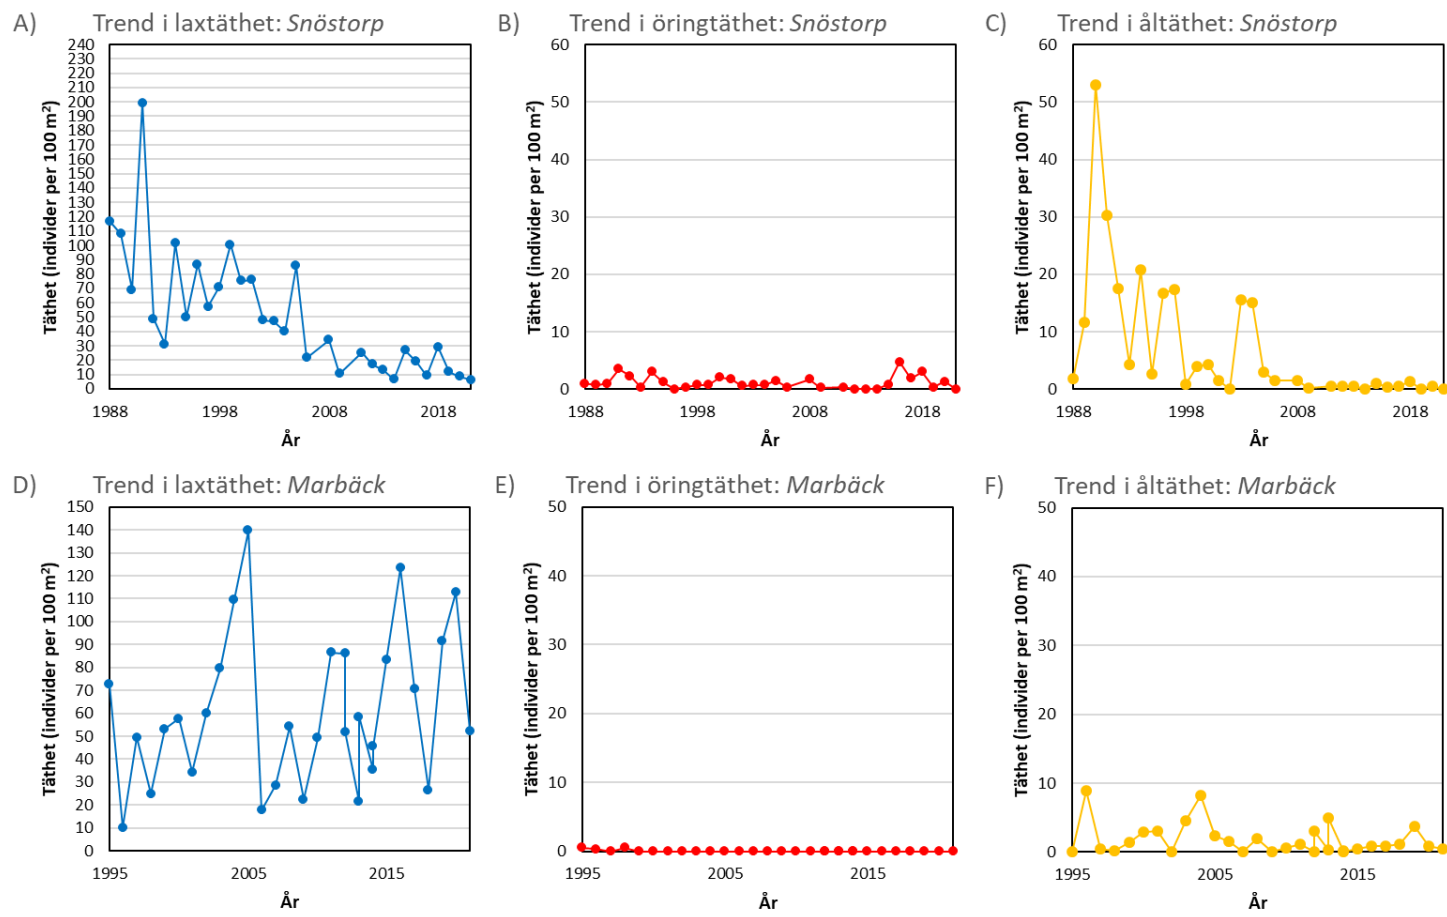 A) Trend i laxtäthet: Snöstorp
240
230
220
210
200
190
180
170
160
150
140
130
120
110
100
90
80
70
60
50
40
30
20
10
0
Täthet (individer per 100 m²)
1988 1998 2008 2018
År
B) Trend i öringtäthet: Snöstorp
60
50
40
30
20
10
0
Täthet (individer per 100 m²)
1988 1998 2008 2018
År
C) Trend i åltäthet: Snöstorp
60
50
40
30
20
10
0
Täthet (individer per 100 m²)
1988 1998 2008 2018
År
D) Trend i laxtäthet: Marbäck
150
140
130
120
110
100
90
80
70
60
50
40
30
20
10
0
Täthet (individer per 100 m²)
1995 2005 2015
År
E) Trend i öringtäthet: Marbäck
50
40
30
20
10
0
Täthet (individer per 100 m²)
1995 2005 2015
År
F) Trend i åltäthet: Marbäck
50
40
30
20
10
0
Täthet (individer per 100 m²)
1995 2005 2015
År